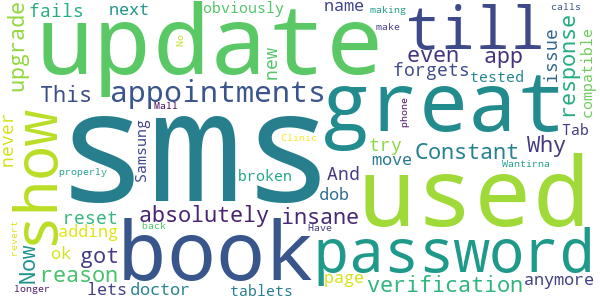 fails next obviously name making calls
upgrade update till make
new even app response issue compatible
This appointments great forgets tested
never show sms Mall Samsung Clinic No phone Why try Constant Tab
properly broken And move Wantirna
dob used
reset absolutely insane
adding back book password
Now ok got Have
revert reason page verification anymore
longer lets doctor tablets